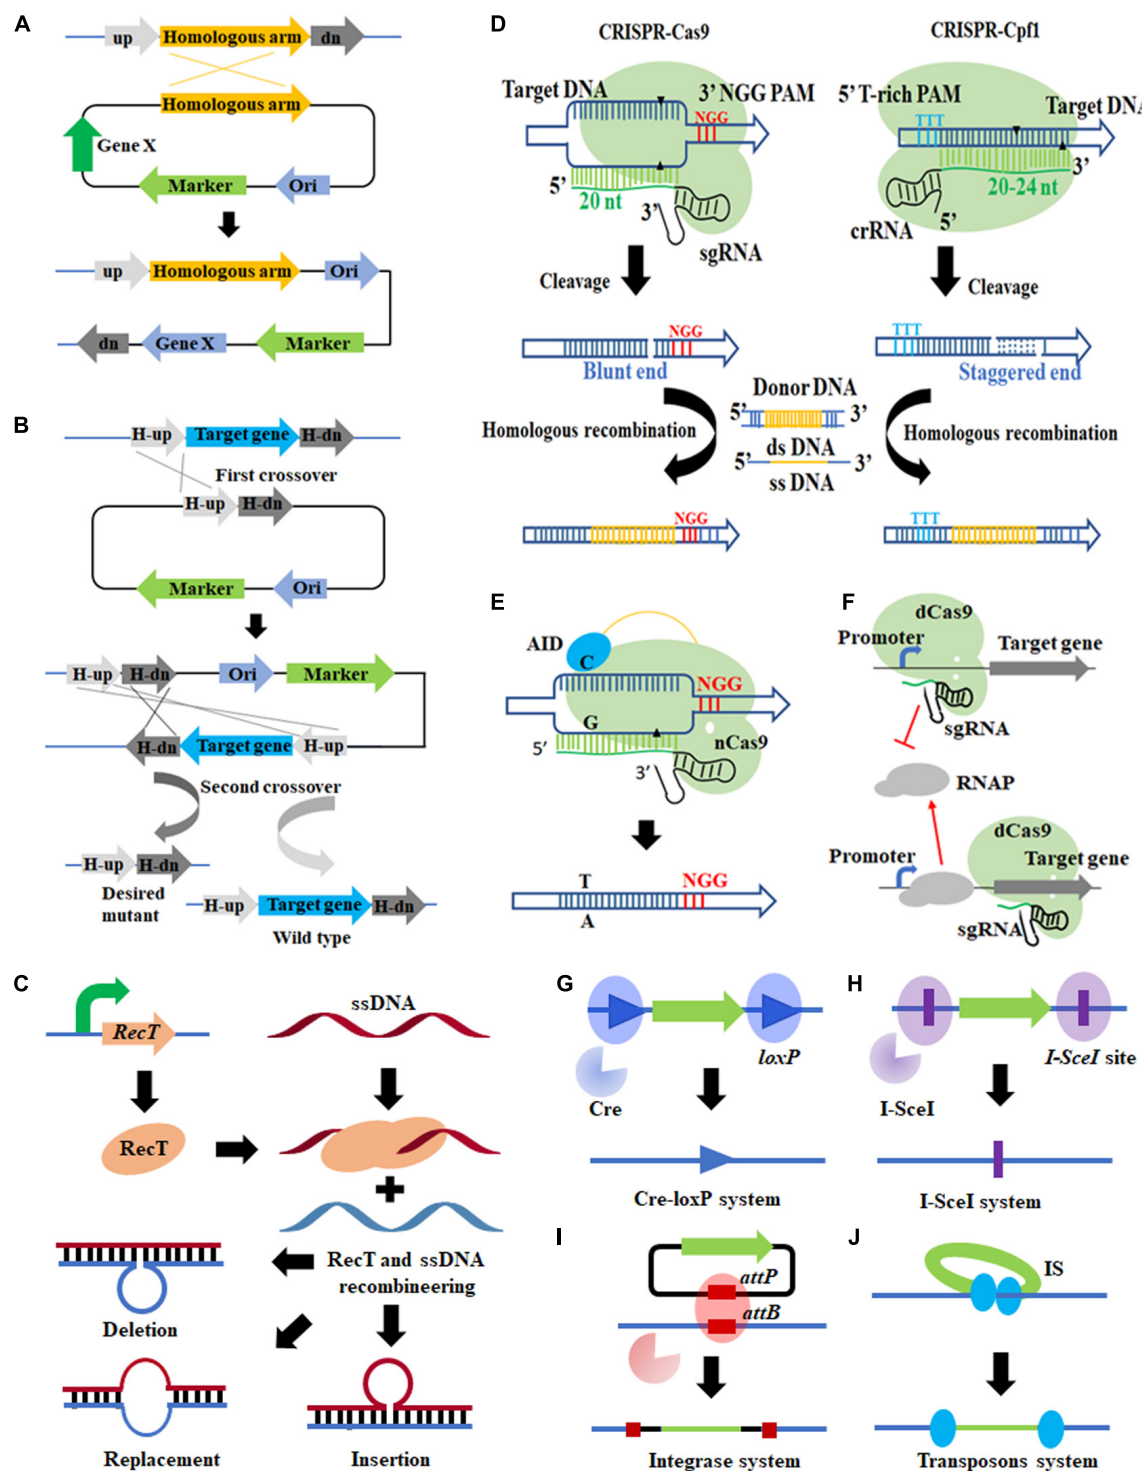 A
up Homologous arm dn
Homologous arm
Gene X
Marker Ori
up Homologous arm Ori
dn Gene X Marker
B
H-up Target gene H-dn
First crossover
H-up H-dn
Marker Ori
H-up H-dn Ori Marker
H-dn Target gene H-up
Second crossover
H-up H-dn
Desired
mutant
H-up Target gene H-dn
Wild type
C
ssDNA
RecT
RecT
RecT and ssDNA
recombineering
Deletion
Replacement
Insertion
D
CRISPR-Cas9
Target DNA
3’ NGG PAM
NGG
5’
20 nt
3’
sgRNA
Cleavage
NGG
Blunt end
Homologous recombination
NGG
CRISPR-Cpf1
5’ T-rich PAM
Target DNA
TTT
3’
20-24 nt
crRNA
5’
Cleavage
TTT
Staggered end
Donor DNA
5’ 3’
ds DNA
5’ 3’
ss DNA
Homologous recombination
TTT
E
AID
C
NGG
G
nCas9
5’
3’
T
NGG
A
F
dCas9
Promoter
Target gene
sgRNA
RNAP
dCas9
Promoter
Target gene
sgRNA
G
loxP
Cre
Cre-loxP system
H
I-SceI site
I-SceI
I-SceI system
I
attP
attB
Integrase system
J
IS
Transposons system